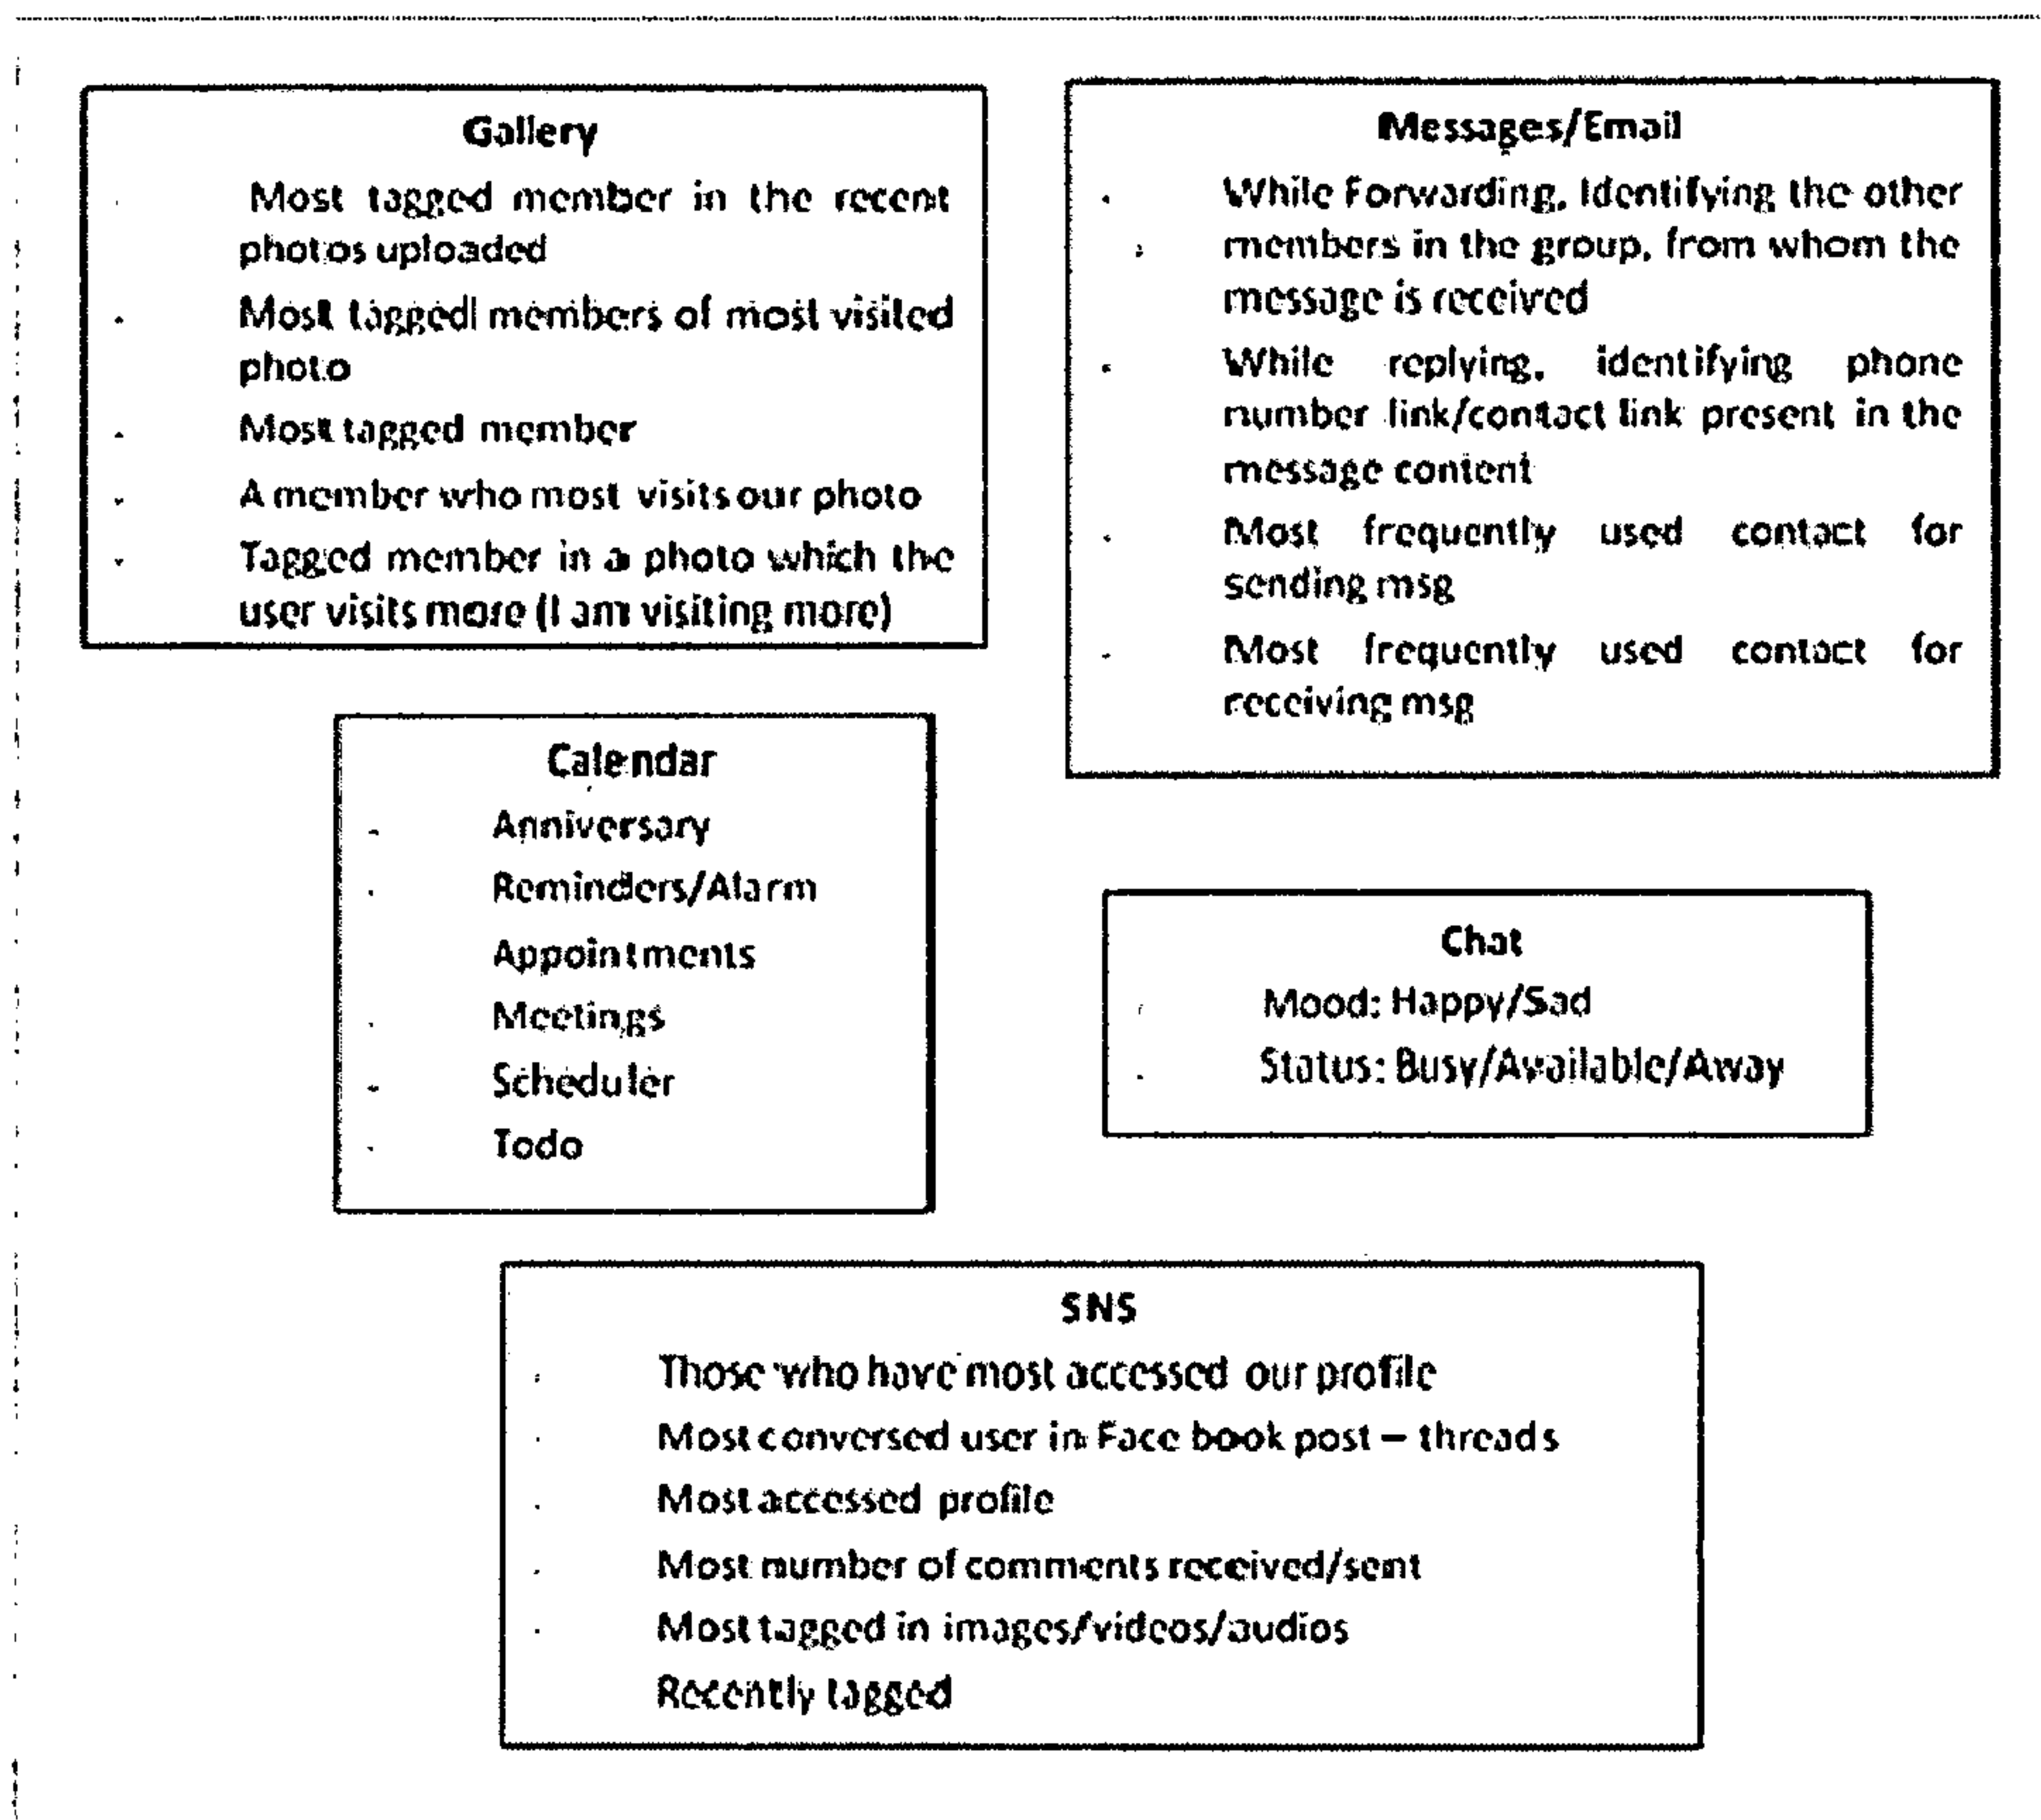 Gallery
Most tagged member in the recent
photos uploaded
Most tagged members of most visited
photo
Most tagged member
A member who most visits our photo
Tagged member in a photo which the
user visits more (I am visiting more)
Messages/Email
While Forwarding, Identifying the other
members in the group, from whom the
message is received
While replying, identifying phone
number link/contact link present in the
message content
Most frequently used contact for
sending msg
Most frequently used contact for
receiving msg
Calendar
Anniversary
Reminders/Alarm
Appointments
Meetings
Scheduler
Todo
Chat
Mood: Happy/Sad
Status: Busy/Available/Away
SNS
Those who have most accessed our profile
Most conversed user in Face book post – threads
Most accessed profile
Most number of comments received/sent
Most tagged in images/videos/audios
Recently tagged